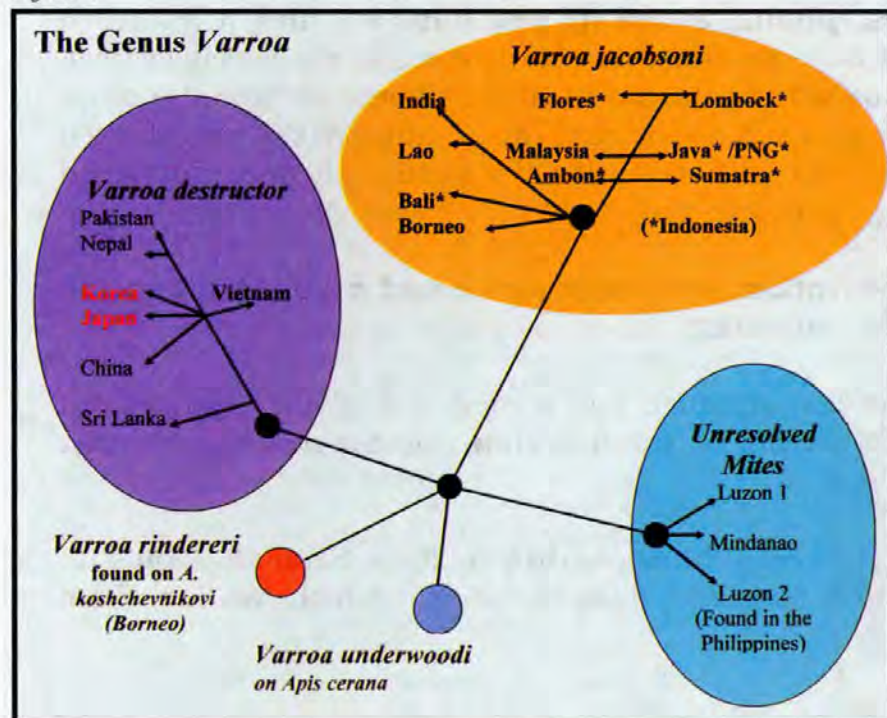 The Genus Varroa
Varroa jacobsoni
India
Flores*
Lombock*
Lao
Malaysia
Java* /PNG*
Ambon*
Sumatra*
Bali*
Borneo
(*Indonesia)
Varroa destructor
Pakistan
Nepal
Korea
Vietnam
Japan
China
Sri Lanka
Unresolved
Mites
Luzon 1
Mindanao
Luzon 2
(Found in the
Philippines)
Varroa rindereri
found on A.
koshchevnikovi
(Borneo)
Varroa underwoodi
on Apis cerana